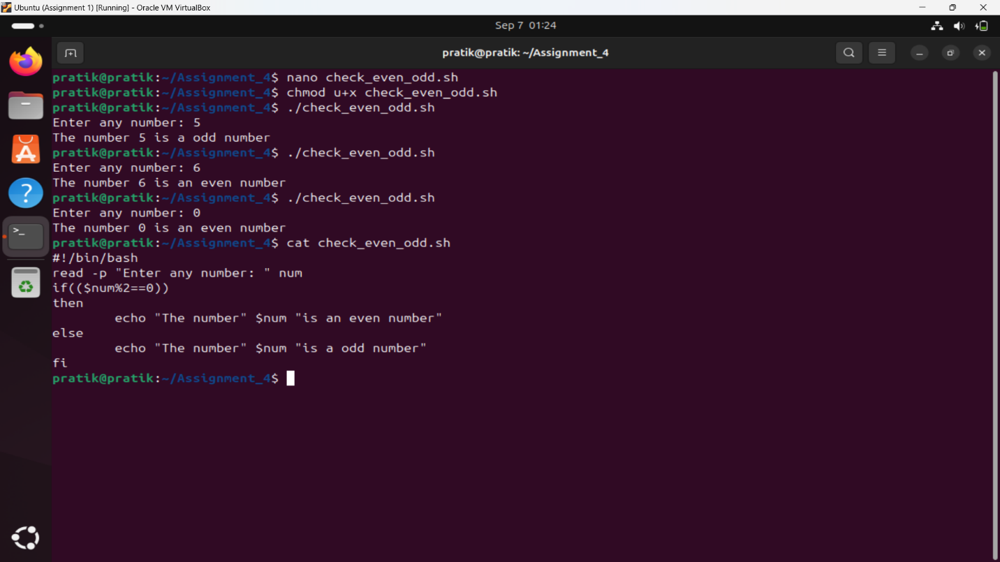 Ubuntu (Assignment 1) [Running] - Oracle VM VirtualBox
Sep 7 01:24
pratik@pratik: ~/Assignment_4
pratik@pratik:~/Assignment_4$ nano check_even_odd.sh
pratik@pratik:~/Assignment_4$ chmod u+x check_even_odd.sh
pratik@pratik:~/Assignment_4$ ./check_even_odd.sh
Enter any number: 5
The number 5 is a odd number
pratik@pratik:~/Assignment_4$ ./check_even_odd.sh
Enter any number: 6
The number 6 is an even number
pratik@pratik:~/Assignment_4$ ./check_even_odd.sh
Enter any number: 0
The number 0 is an even number
pratik@pratik:~/Assignment_4$ cat check_even_odd.sh
#!/bin/bash
read -p "Enter any number: " num
if(($num%2==0))
then
        echo "The number" $num "is an even number"
else
        echo "The number" $num "is a odd number"
fi
pratik@pratik:~/Assignment_4$